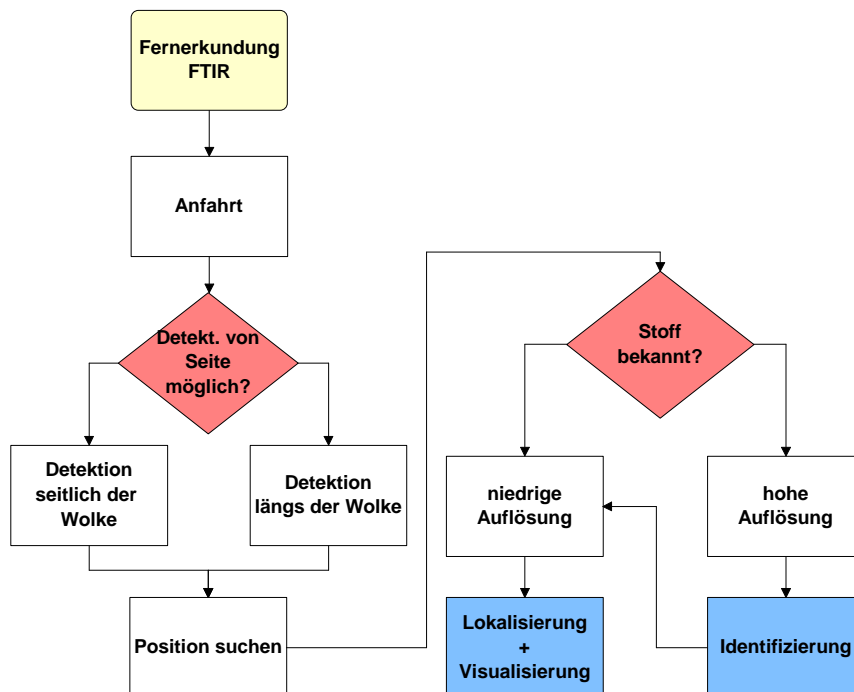 Fernerkundung
FTIR
Anfahrt
Detekt. von
Seite
möglich?
Detektion
seitlich der
Wolke
Detektion
längs der Wolke
Position suchen
Stoff
bekannt?
niedrige
Auflösung
hohe
Auflösung
Lokalisierung
+
Visualisierung
Identifizierung